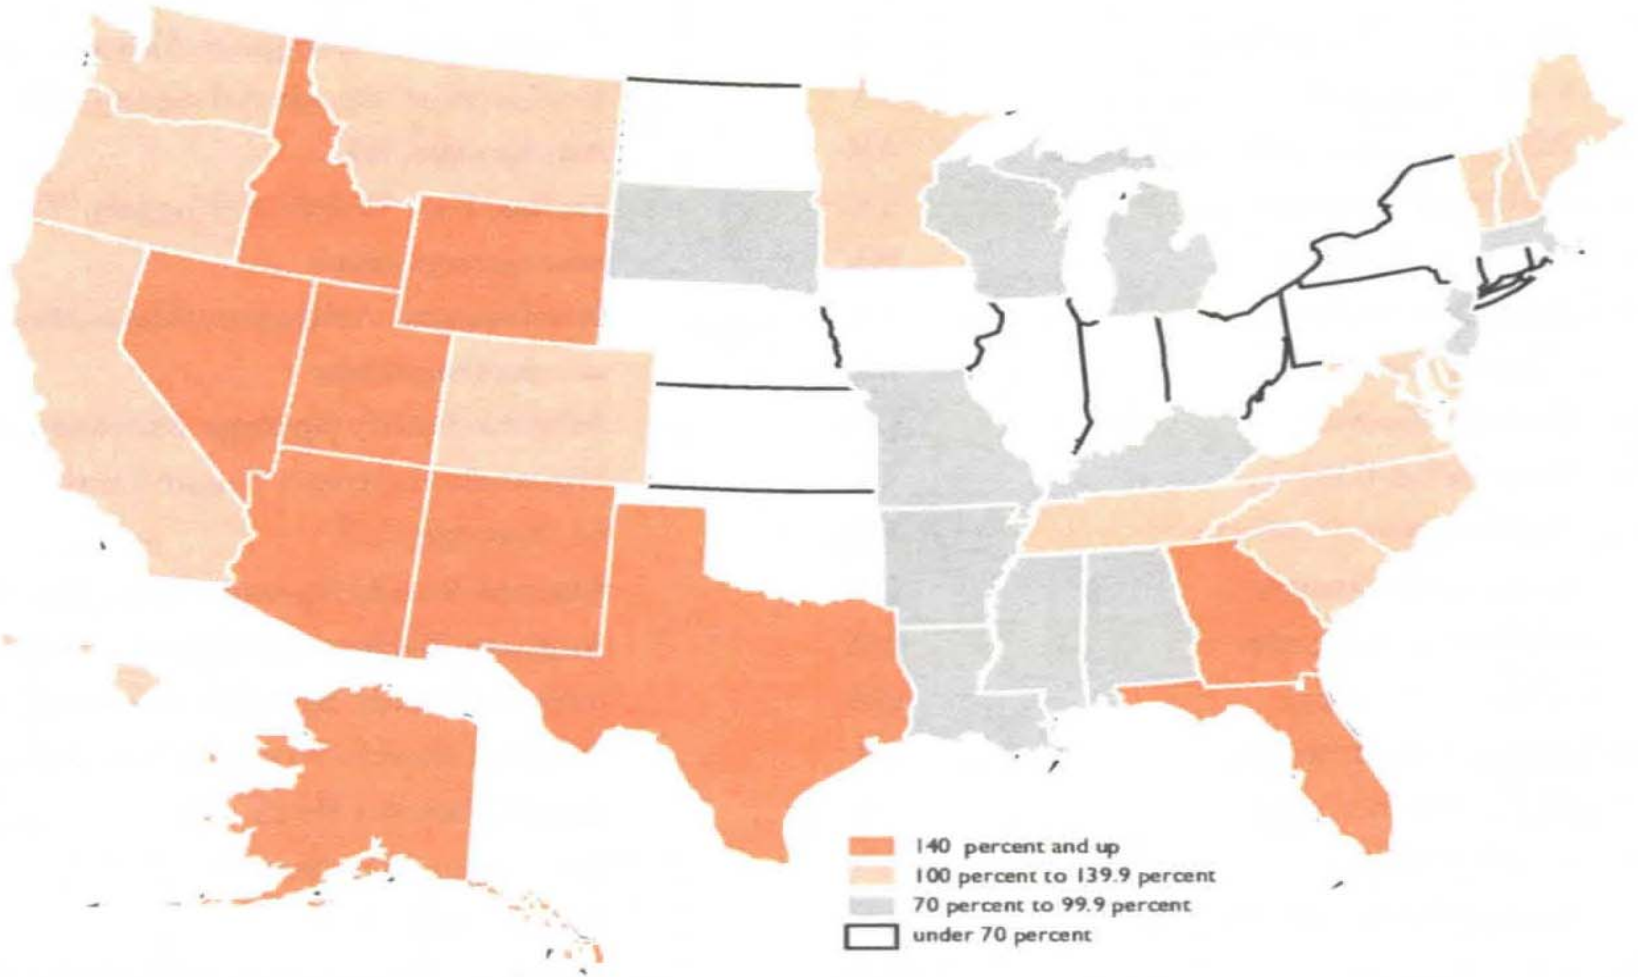 140 percent and up
100 percent to 139.9 percent
70 percent to 99.9 percent
under 70 percent